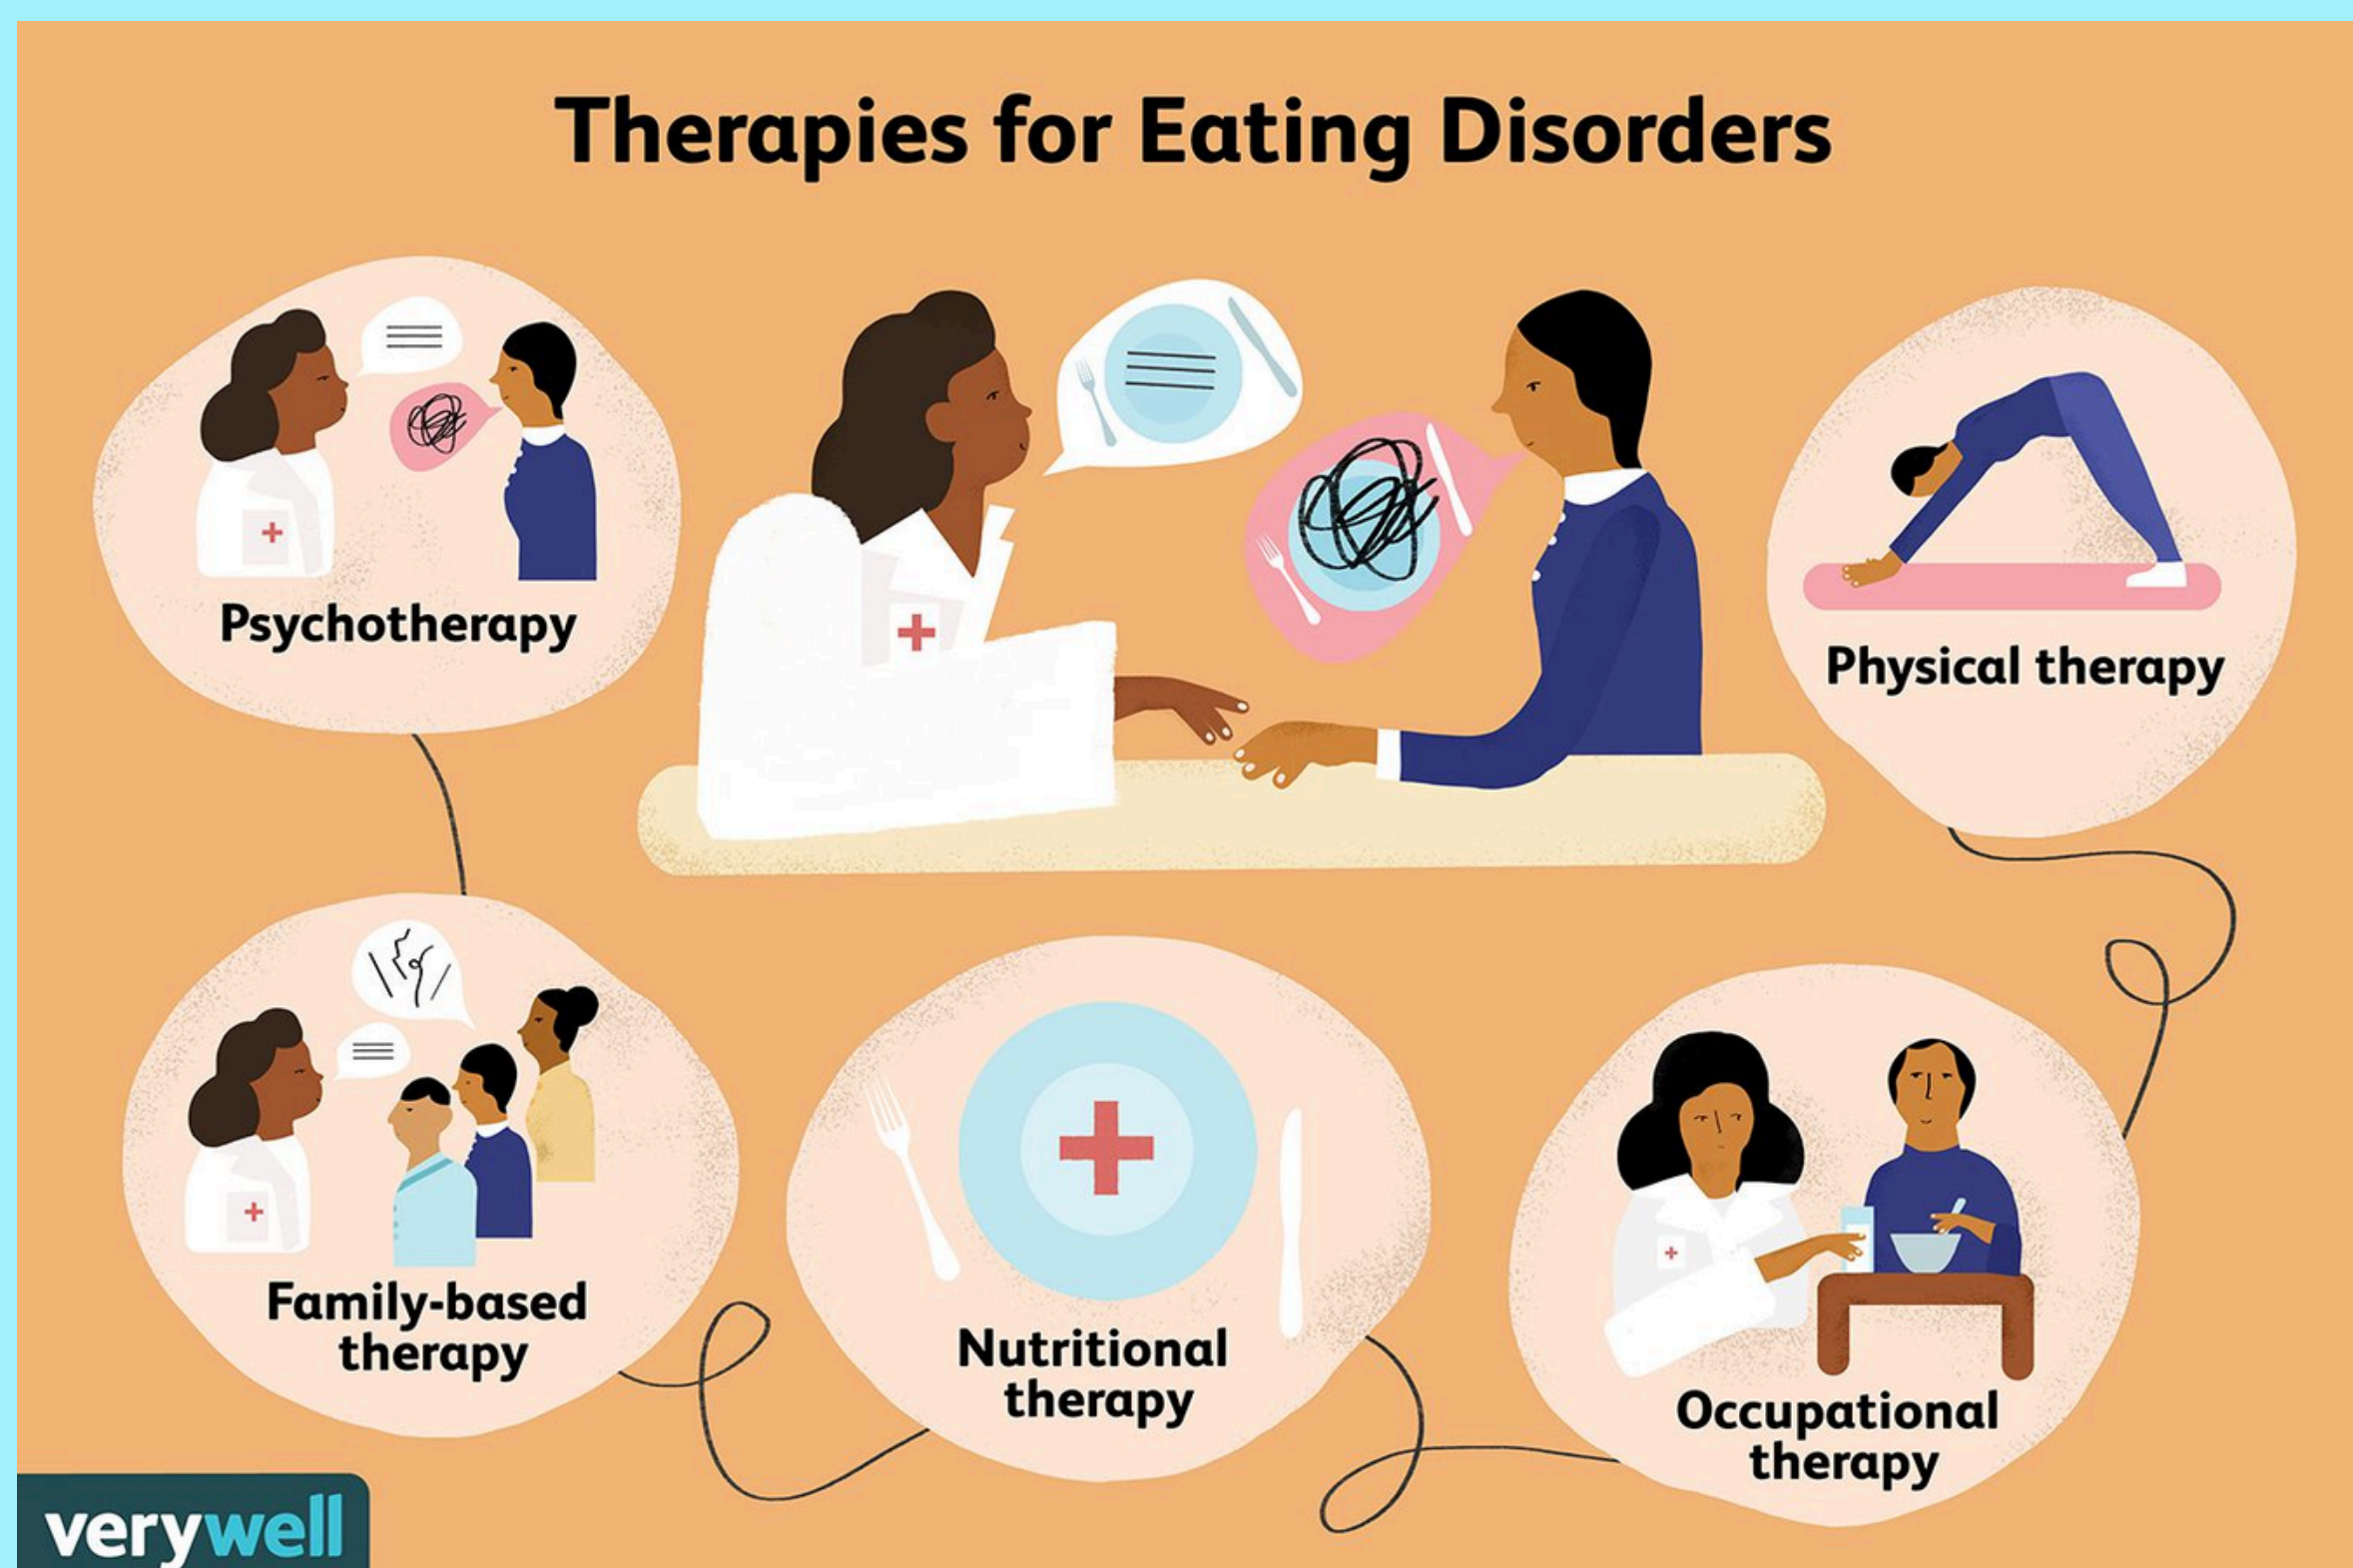 Therapies for Eating Disorders
Psychotherapy
Physical therapy
Family-based
therapy
Nutritional
therapy
Occupational
therapy
verywell